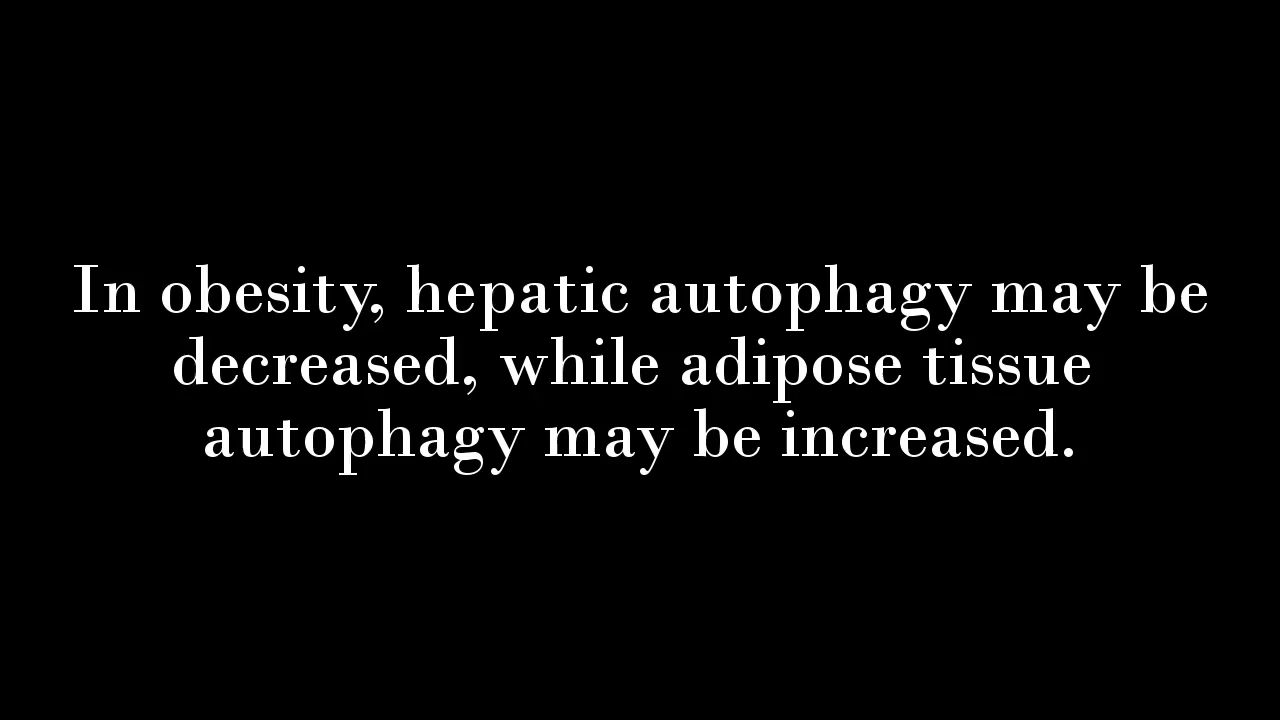 In obesity, hepatic autophagy may be
decreased, while adipose tissue
autophagy may be increased.